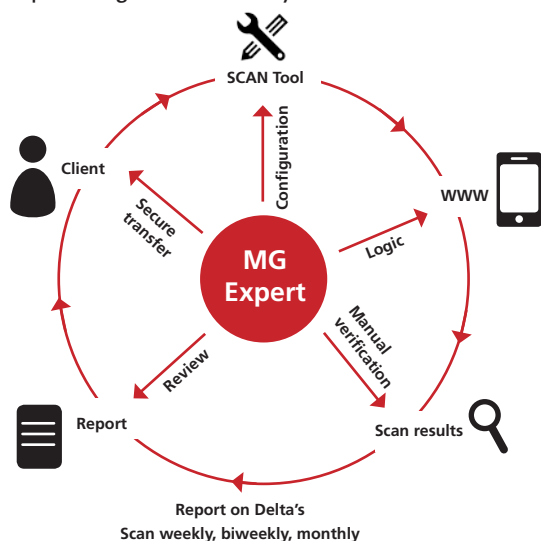 SCAN Tool
Client
Configuration
WWW
Secure
transfer
Logic
MG
Expert
Manual
verification
Review
Report
Scan results
Report on Delta's
Scan weekly, biweekly, monthly